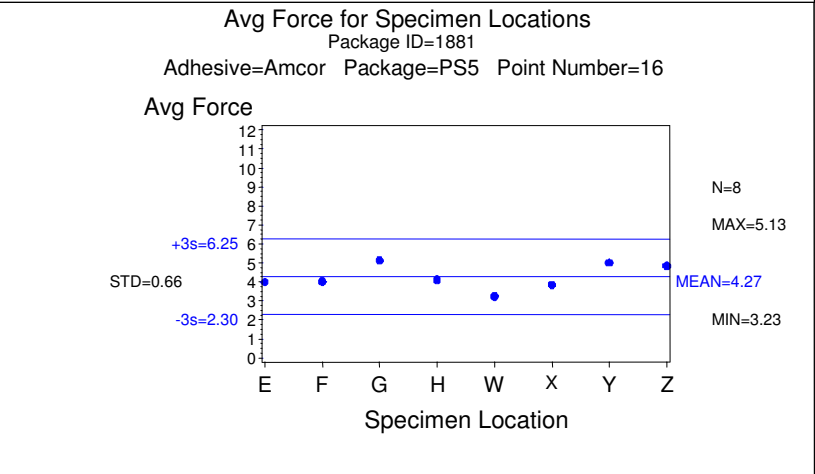 Avg Force for Specimen Locations
Package ID=1881
Adhesive=Amcor Package=PS5 Point Number=16
Avg Force
12
11
10
9
N=8
8
7
MAX=5.13
+3s=6.25
6
5
STD=0.66
4
MEAN=4.27
3
-3s=2.30
2
MIN=3.23
1
0
E F G H W X Y Z
Specimen Location